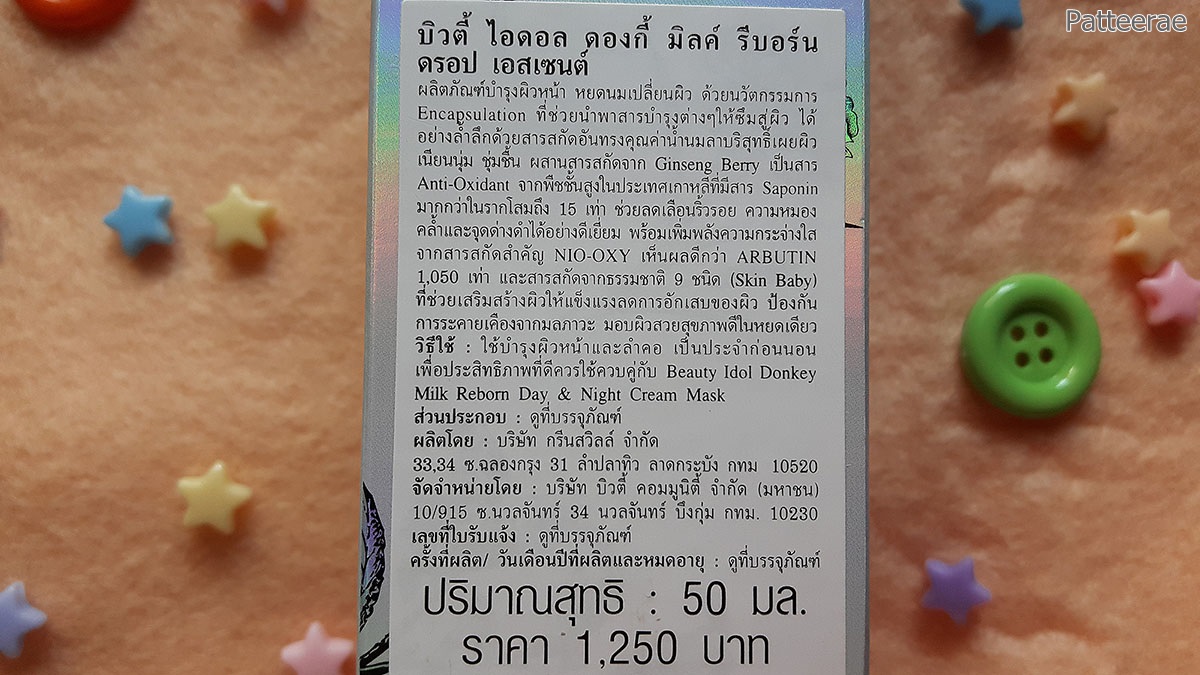 Patteerae
บิวตี้ ไอดอล ดองกี้ มิลค์ รีบอร์น
ดรอป เอสเซนต์
ผลิตภัณฑ์บำรุงผิวหน้า หยดนมเปลี่ยนผิว ด้วยนวัตกรรมการ
Encapsulation ที่ช่วยนำพาสารบำรุงต่างๆให้ซึมสู่ผิว ได้
อย่างล้ำลึกด้วยสารสกัดอันทรงคุณค่าน้ำนมลาบริสุทธิ์เผยผิว
เนียนนุ่ม ชุ่มชื้น ผสานสารสกัดจาก Ginseng Berry เป็นสาร
Anti-Oxidant จากพืชชั้นสูงในประเทศเกาหลีที่มีสาร Saponin
มากกว่าในรากโสมถึง 15 เท่า ช่วยลดเลือนริ้วรอย ความหมอง
คล้ำและจุดด่างดำได้อย่างดีเยี่ยม พร้อมเพิ่มพลังความกระจ่างใส
จากสารสกัดสำคัญ NIO-OXY เห็นผลดีกว่า ARBUTIN
1,050 เท่า และสารสกัดจากธรรมชาติ 9 ชนิด (Skin Baby)
ที่ช่วยเสริมสร้างผิวให้แข็งแรงลดการอักเสบของผิว ป้องกัน
การระคายเคืองจากมลภาวะ มอบผิวสวยสุขภาพดีในหยดเดียว
วิธีใช้ : ใช้บำรุงผิวหน้าและลำคอ เป็นประจำก่อนนอน
เพื่อประสิทธิภาพที่ดีควรใช้ควบคู่กับ Beauty Idol Donkey
Milk Reborn Day & Night Cream Mask
ส่วนประกอบ : ดูที่บรรจุภัณฑ์
ผลิตโดย : บริษัท กรีนสวิลล์ จำกัด
33,34 ซ.ฉลองกรุง 31 ลำปลาทิว ลาดกระบัง กทม 10520
จัดจำหน่ายโดย : บริษัท บิวตี้ คอมมูนิตี้ จำกัด (มหาชน)
10/915 ซ.นวลจันทร์ 34 นวลจันทร์ บึงกุ่ม กทม. 10230
เลขที่ใบรับแจ้ง : ดูที่บรรจุภัณฑ์
ครั้งที่ผลิต/ วันเดือนปีที่ผลิตและหมดอายุ : ดูที่บรรจุภัณฑ์
ปริมาณสุทธิ : 50 มล.
ราคา 1,250 บาท